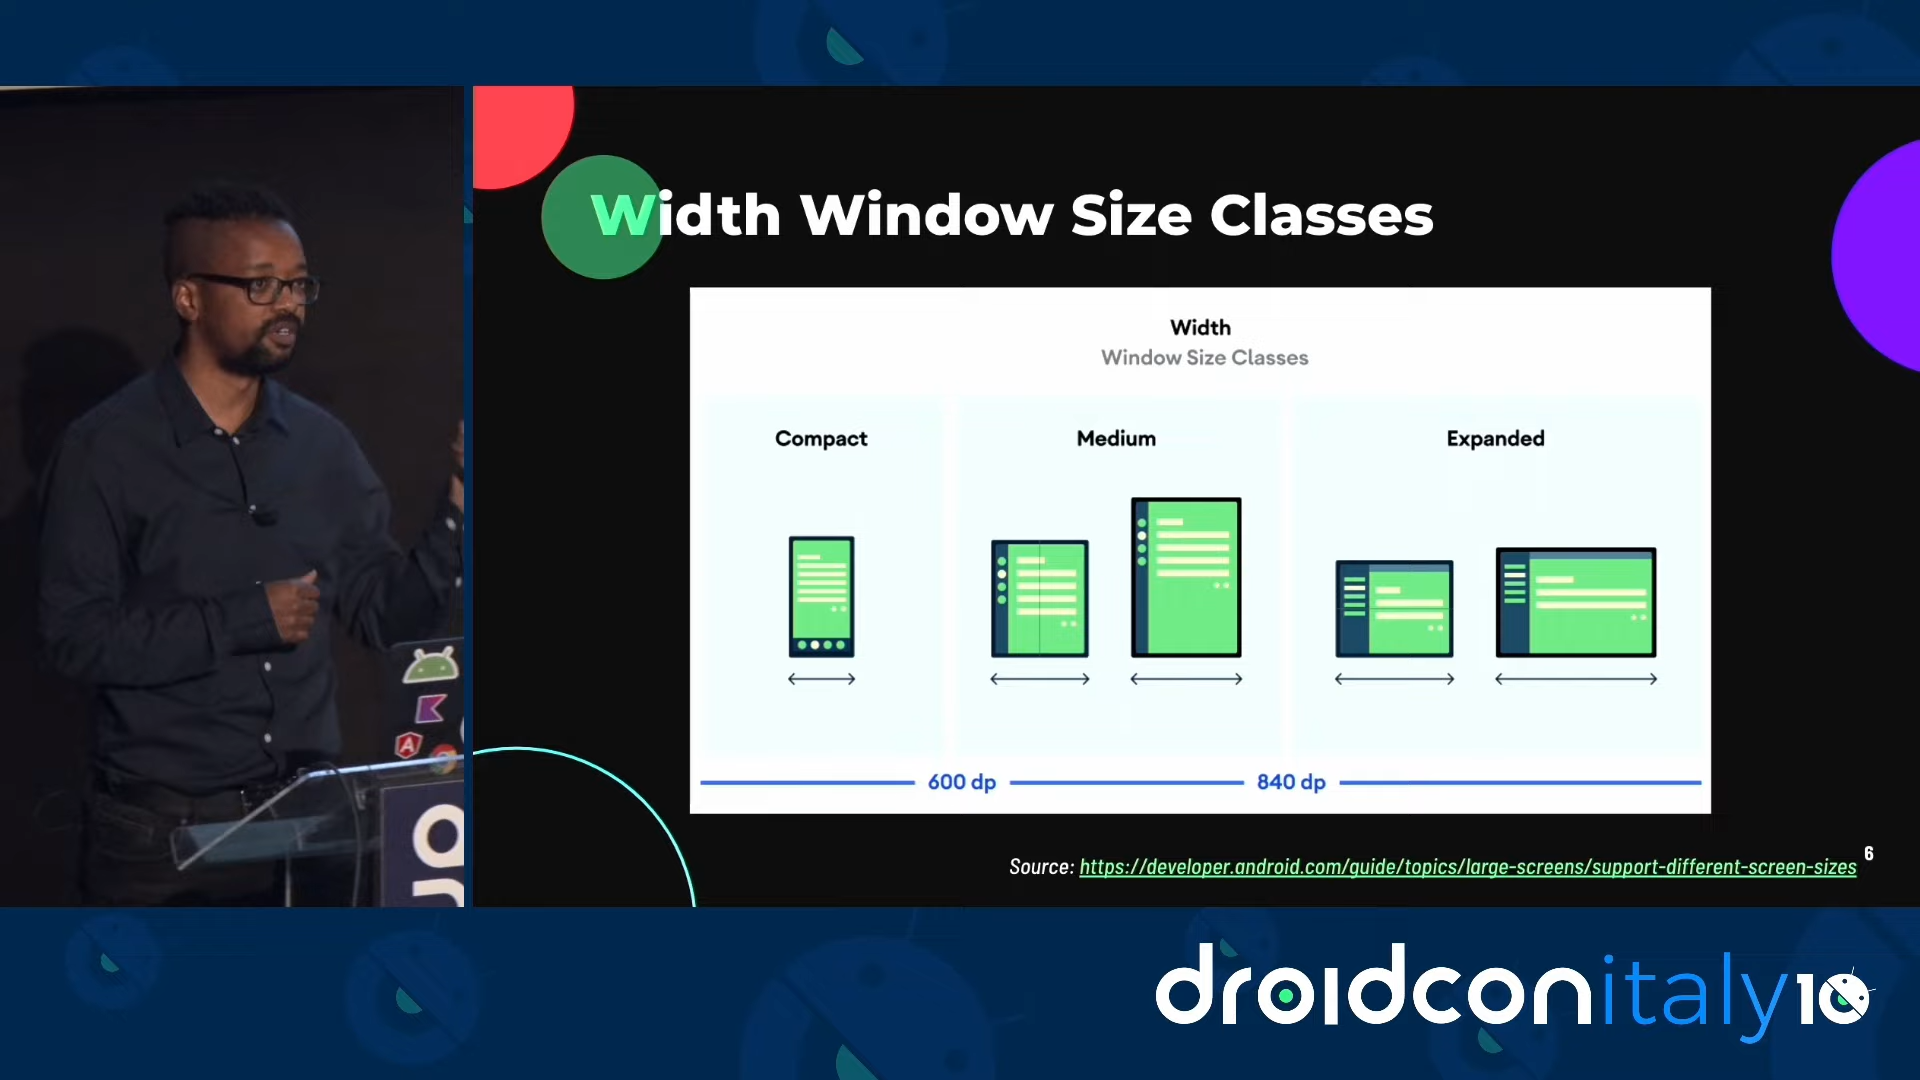 Width Window Size Classes
Width
Window Size Classes
Compact
Medium
Expanded
600 dp
840 dp
Source: https://developer.android.com/guide/topics/large-screens/support-different-screen-sizes
6
droidconitaly10